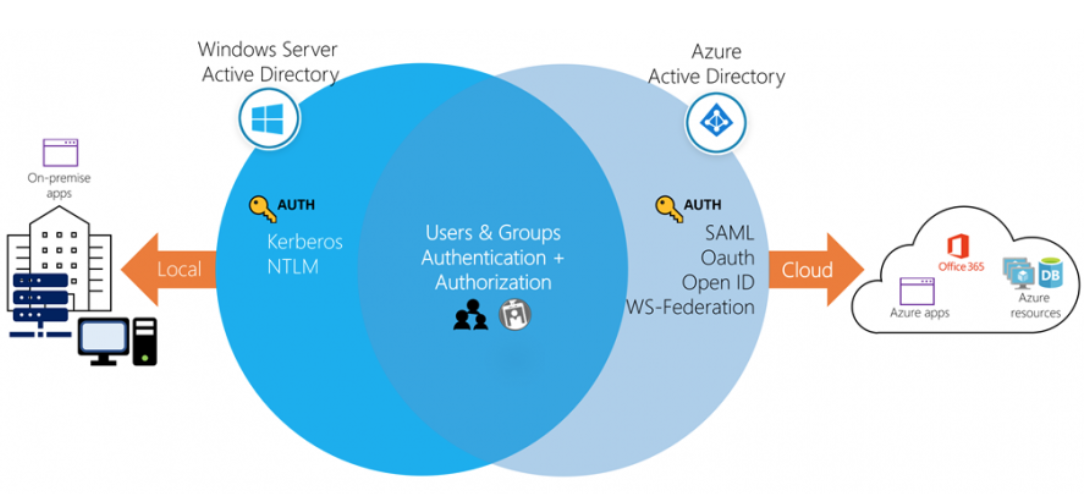 Windows Server
Active Directory
Azure
Active Directory
On-premise
apps
AUTH
Kerberos
NTLM
Users & Groups
Authentication +
Authorization
AUTH
SAML
Oauth
Open ID
WS-Federation
Local
Cloud
Office 365
DB
Azure apps
Azure
resources